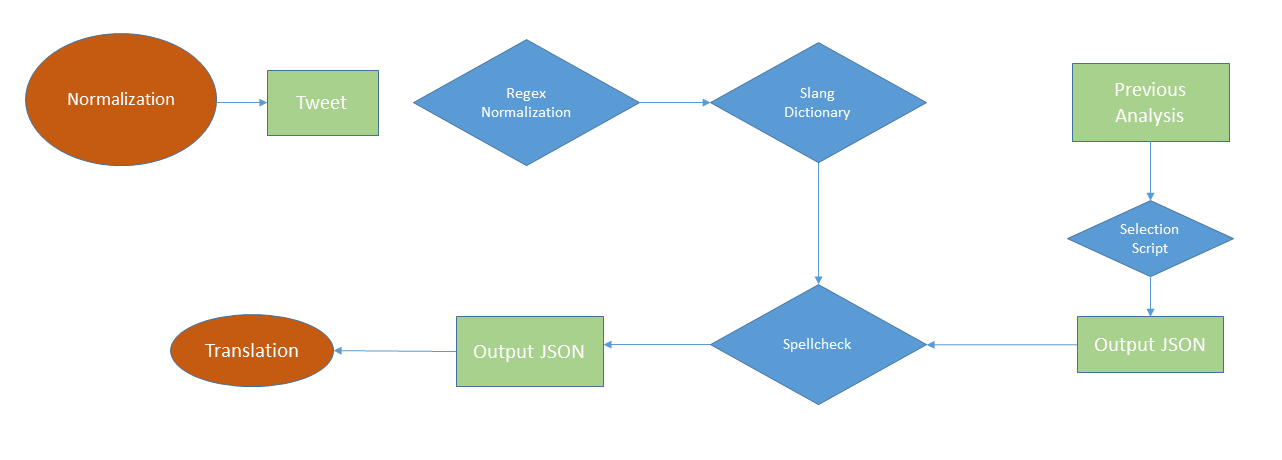 Normalization
Tweet
Regex
Normalization
Slang
Dictionary
Previous
Analysis
Selection
Script
Translation
Output JSON
Spellcheck
Output JSON